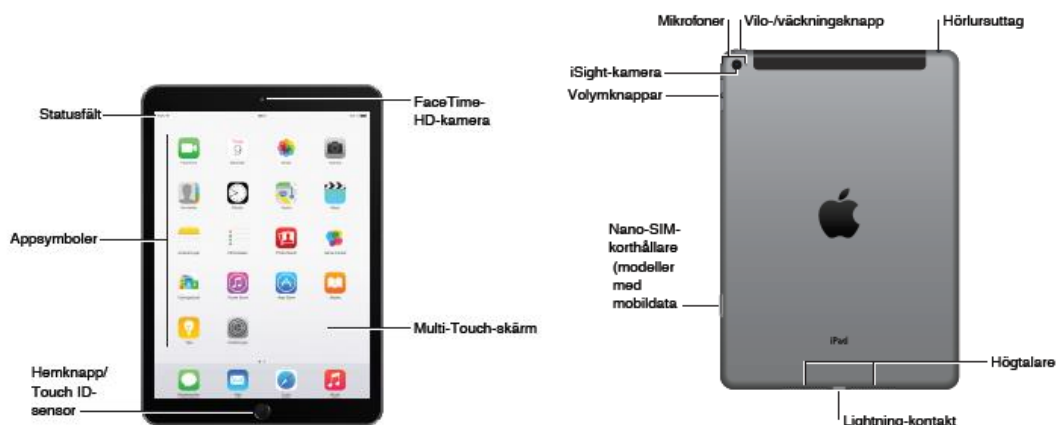 Mikrofoner
Vilo-/väckningsknapp
Hörlursuttag
iSight-kamera
Volymknappar
Statusfält
FaceTime-
HD-kamera
Appsymboler
Nano-SIM-
korthållare
(modeller
med
mobildata
Multi-Touch-skärm
iPad
Hemknapp/
Touch ID-
sensor
Högtalare
Lightning-kontakt